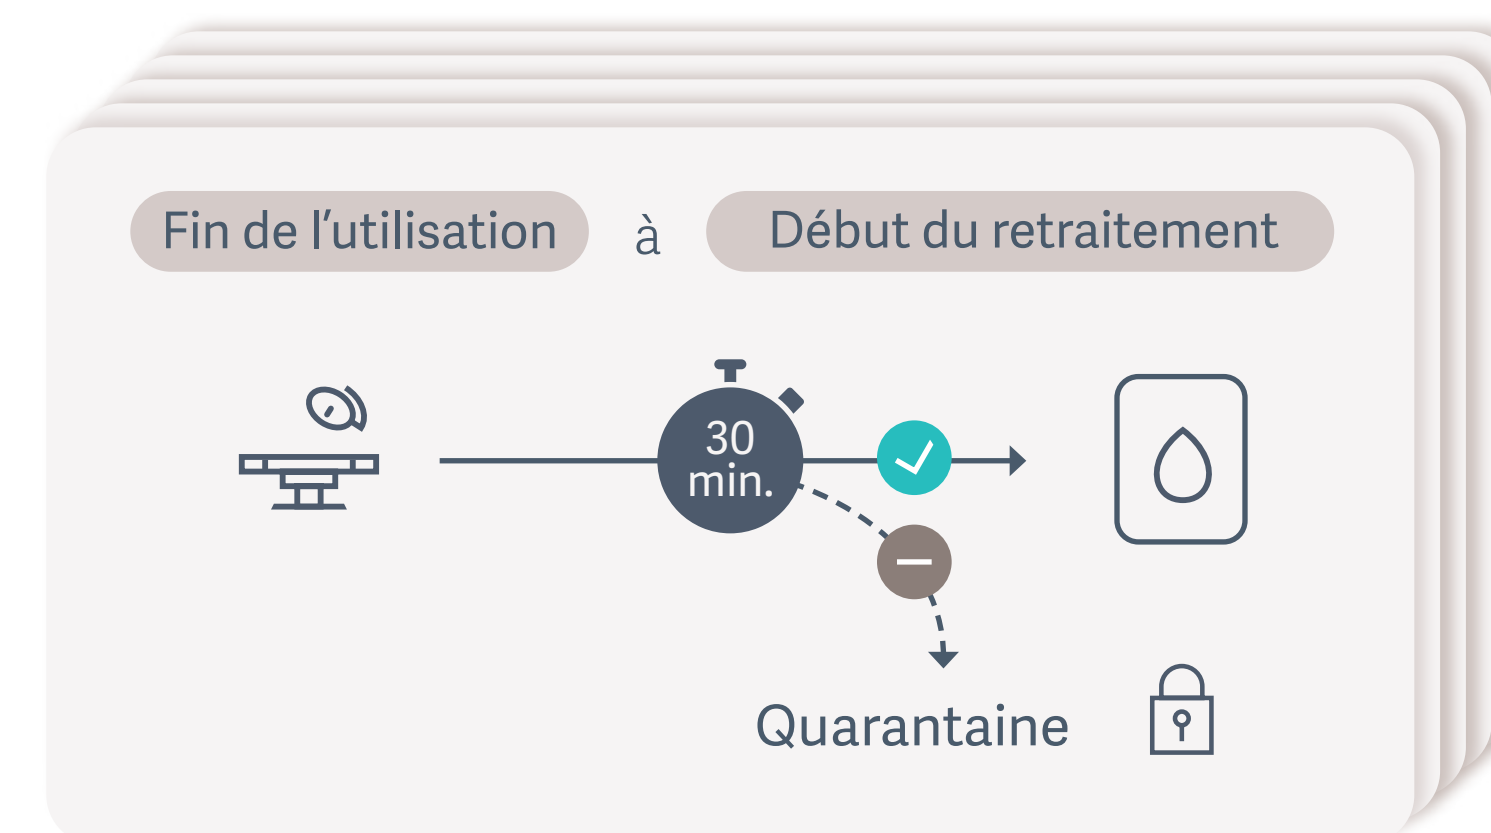 Fin de l’utilisation à Début du retraitement
30
min.
Quarantaine